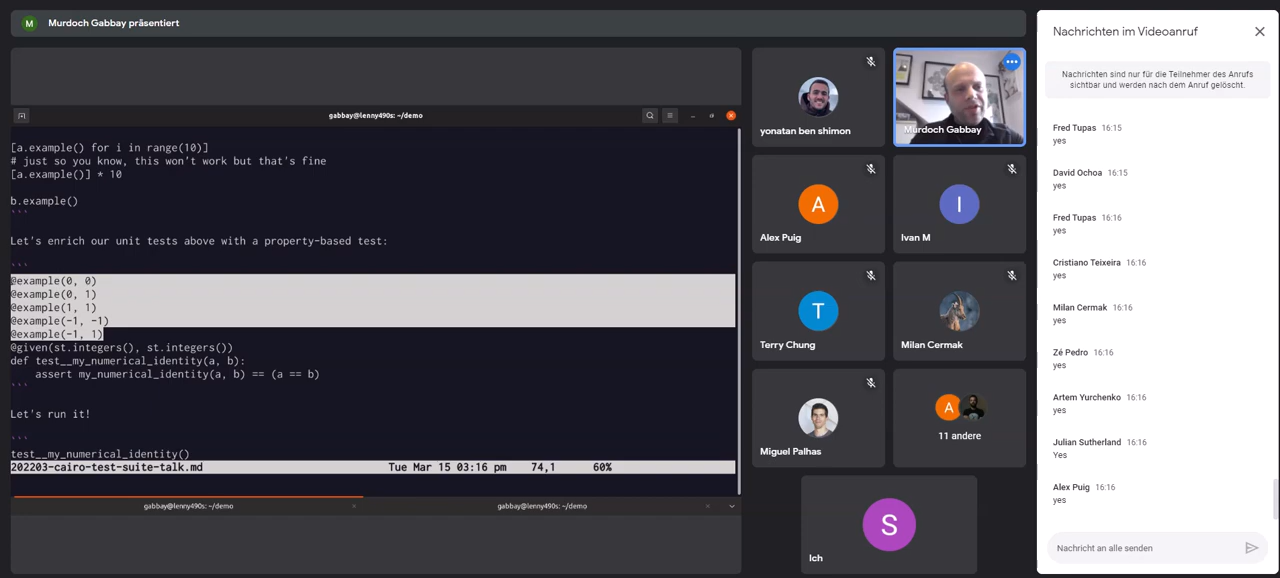 M Murdoch Gabbay präsentiert
gabbay@lenny490s: ~/demo
[a.example() for i in range(10)]
# just so you know, this won't work but that's fine
[a.example()] * 10
b.example()
```
Let's enrich our unit tests above with a property-based test:
```
@example(0, 0)
@example(0, 1)
@example(1, 1)
@example(-1, -1)
@example(-1, 1)
@given(st.integers(), st.integers())
def test__my_numerical_identity(a, b):
    assert my_numerical_identity(a, b) == (a == b)
```
Let's run it!
```
test__my_numerical_identity()
202203-cairo-test-suite-talk.md Tue Mar 15 03:16 pm 74,1 60%
gabbay@lenny490s: ~/demo
gabbay@lenny490s: ~/demo
yonatan ben shimon
Murdoch Gabbay
A
Alex Puig
I
Ivan M
T
Terry Chung
Milan Cermak
Miguel Palhas
A
11 andere
S
Ich
Nachrichten im Videoanruf
Nachrichten sind nur für die Teilnehmer des Anrufs
sichtbar und werden nach dem Anruf gelöscht.
Fred Tupas 16:15
yes
David Ochoa 16:15
yes
Fred Tupas 16:16
yes
Cristiano Teixeira 16:16
yes
Milan Cermak 16:16
yes
Zé Pedro 16:16
yes
Artem Yurchenko 16:16
yes
Julian Sutherland 16:16
Yes
Alex Puig 16:16
yes
Nachricht an alle senden